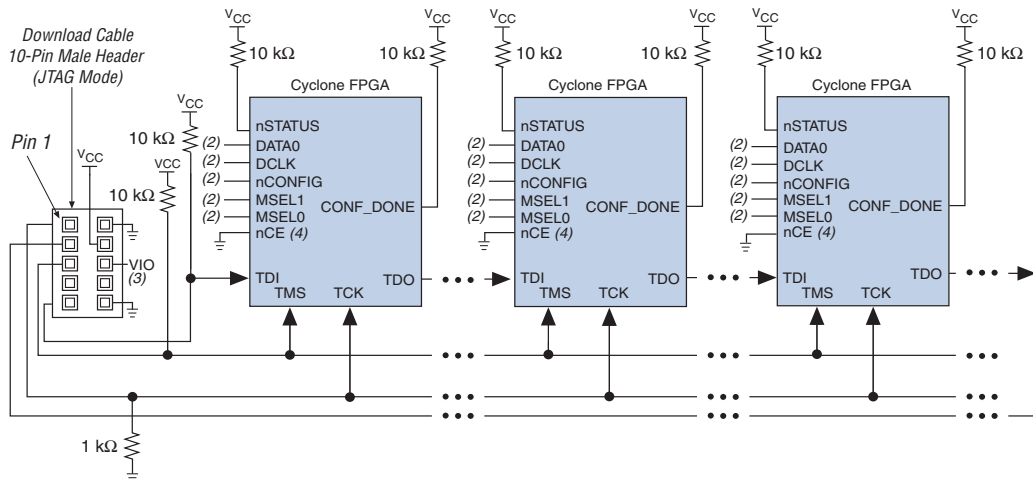 Download Cable
10-Pin Male Header
(JTAG Mode)
Pin 1
VCC
VIO
(3)
VCC
10 kΩ
VCC
10 kΩ
1 kΩ
VCC
10 kΩ
VCC
10 kΩ
Cyclone FPGA
nSTATUS
(2) DATA0
(2) DCLK
(2) nCONFIG
(2) MSEL1
(2) MSEL0
CONF_DONE
nCE (4)
TDI
TDO
TMS
TCK
VCC
10 kΩ
VCC
10 kΩ
Cyclone FPGA
nSTATUS
(2) DATA0
(2) DCLK
(2) nCONFIG
(2) MSEL1
(2) MSEL0
CONF_DONE
nCE (4)
TDI
TDO
TMS
TCK
VCC
10 kΩ
VCC
10 kΩ
Cyclone FPGA
nSTATUS
(2) DATA0
(2) DCLK
(2) nCONFIG
(2) MSEL1
(2) MSEL0
CONF_DONE
nCE (4)
TDI
TDO
TMS
TCK